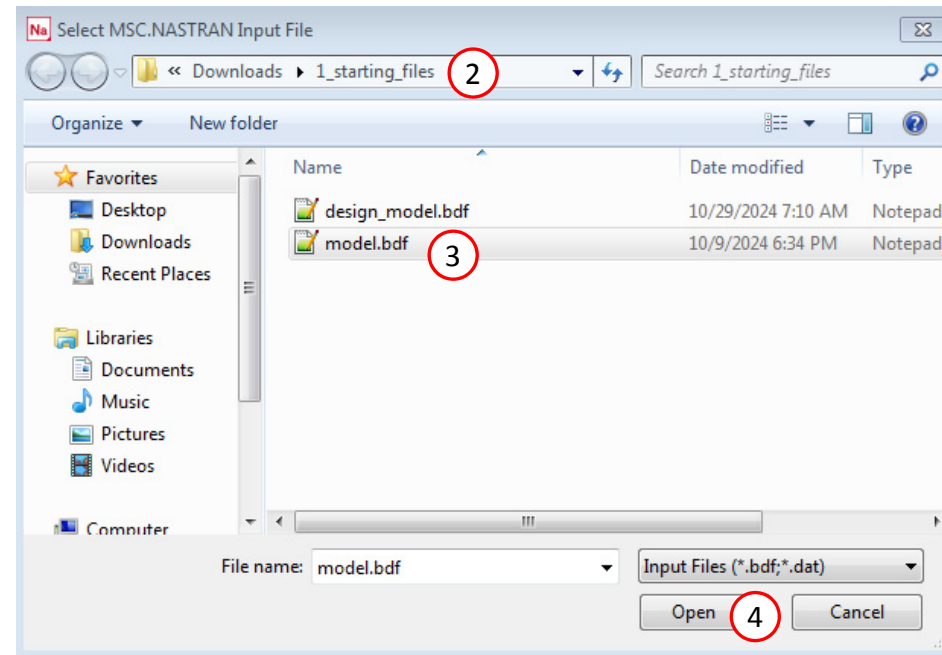 Na Select MSC.NASTRAN Input File
« Downloads 1_starting_files 2 Search 1_starting_files
Organize New folder
Favorites
Desktop
Downloads
Recent Places
Libraries
Documents
Music
Pictures
Videos
Computer
Name Date modified Type
design_model.bdf 10/29/2024 7:10 AM Notepad
model.bdf 3 10/9/2024 6:34 PM Notepad
File name: model.bdf Input Files (*.bdf;*.dat)
Open 4 Cancel